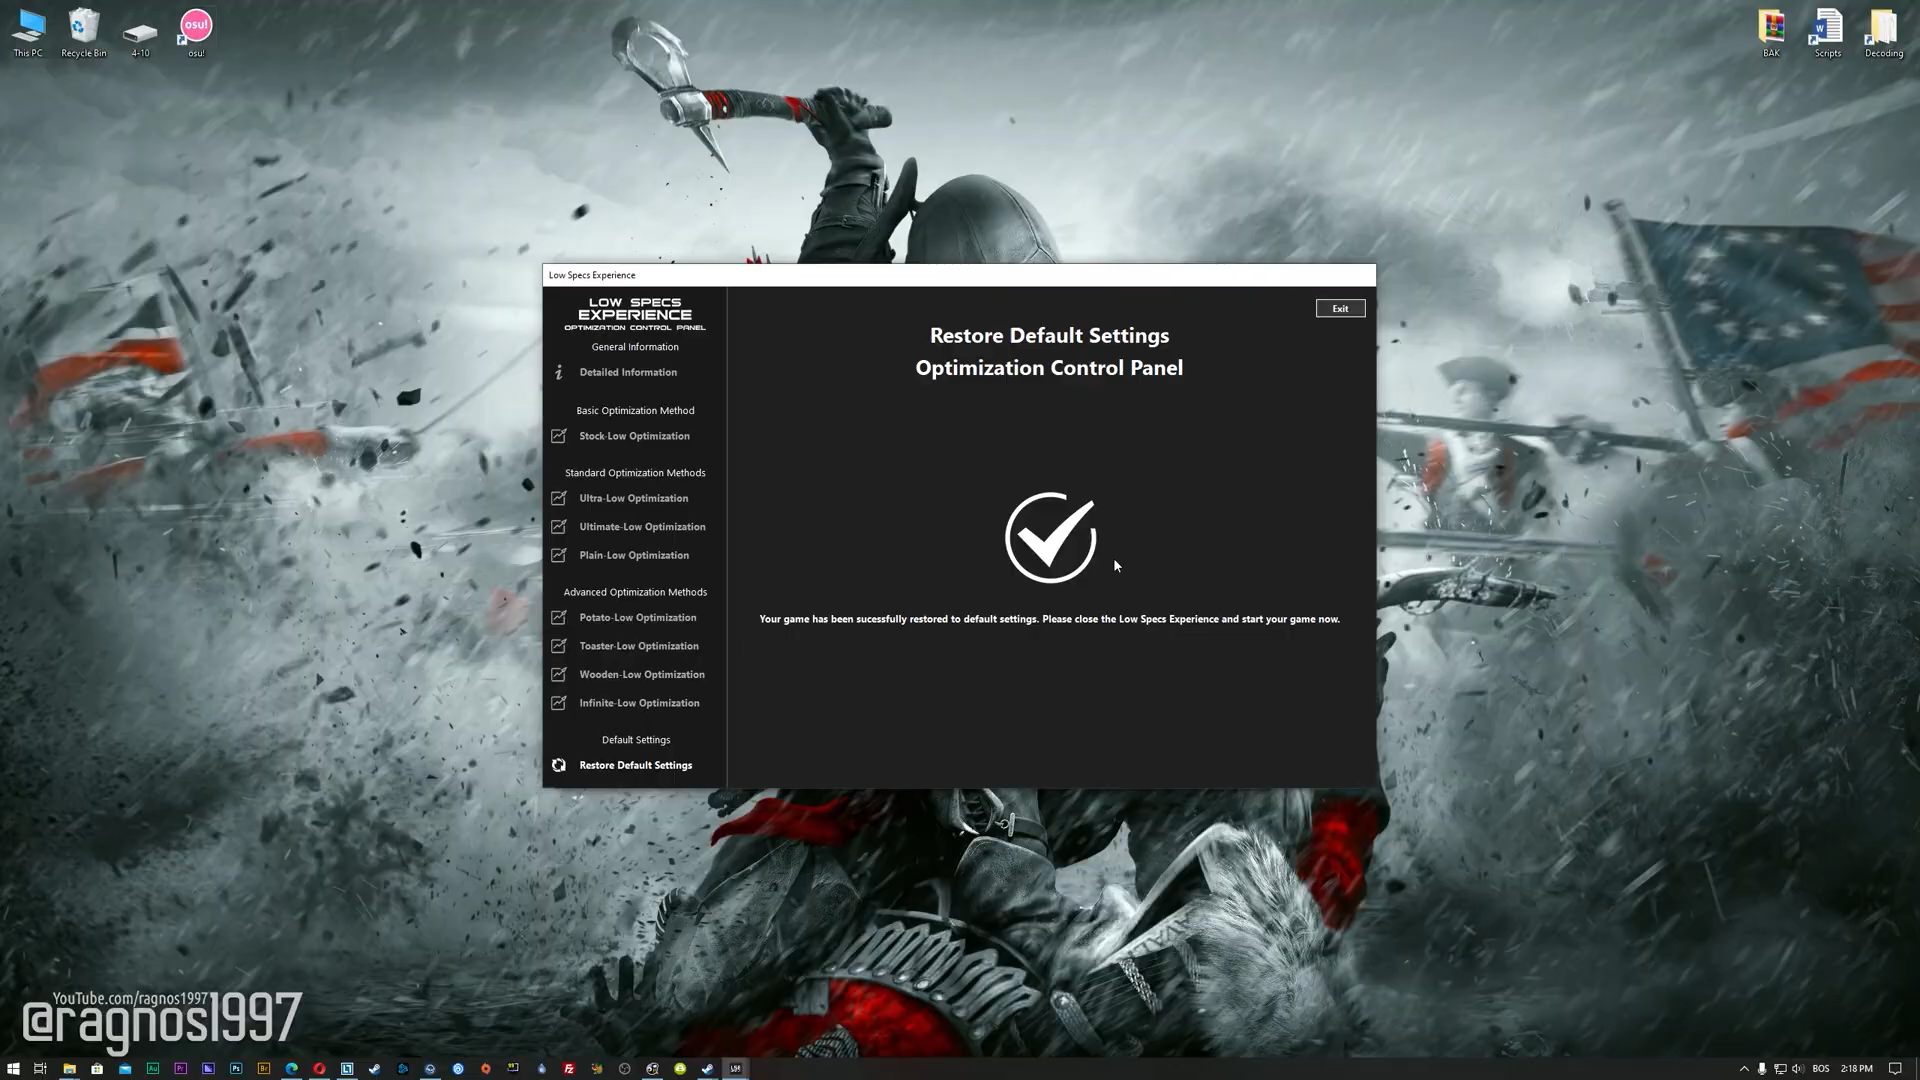 This PC
Recycle Bin
4-10
osu!
osu!
BAK
Scripts
Decoding
Low Specs Experience
LOW SPECS
EXPERIENCE
OPTIMIZATION CONTROL PANEL
General Information
Detailed Information
Basic Optimization Method
Stock-Low Optimization
Standard Optimization Methods
Ultra-Low Optimization
Ultimate-Low Optimization
Plain-Low Optimization
Advanced Optimization Methods
Potato-Low Optimization
Toaster-Low Optimization
Wooden-Low Optimization
Infinite-Low Optimization
Default Settings
Restore Default Settings
Exit
Restore Default Settings
Optimization Control Panel
Your game has been sucessfully restored to default settings. Please close the Low Specs Experience and start your game now.
YouTube.com/ragnos1997
@ragnos1997
Au
Pr
Ps
Br
BOS
2:18 PM